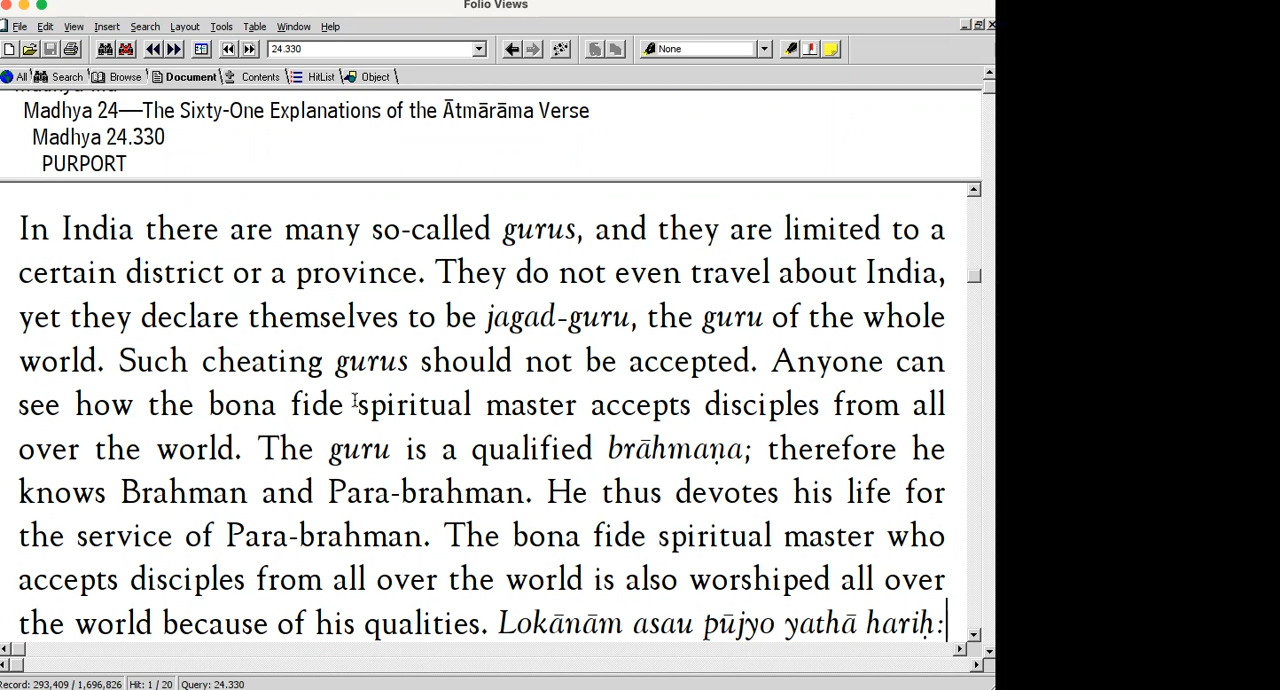 Folio Views
File Edit View Insert Search Layout Tools Table Window Help
24.330
None
All Search Browse Document Contents HitList Object
Madhya 24—The Sixty-One Explanations of the Ātmārāma Verse
Madhya 24.330
PURPORT
In India there are many so-called gurus, and they are limited to a
certain district or a province. They do not even travel about India,
yet they declare themselves to be jagad-guru, the guru of the whole
world. Such cheating gurus should not be accepted. Anyone can
see how the bona fide spiritual master accepts disciples from all
over the world. The guru is a qualified brāhmaṇa; therefore he
knows Brahman and Para-brahman. He thus devotes his life for
the service of Para-brahman. The bona fide spiritual master who
accepts disciples from all over the world is also worshiped all over
the world because of his qualities. Lokānām asau pūjyo yathā hariḥ:
Record: 293,409 / 1,696,826 Hit: 1 / 20 Query: 24.330